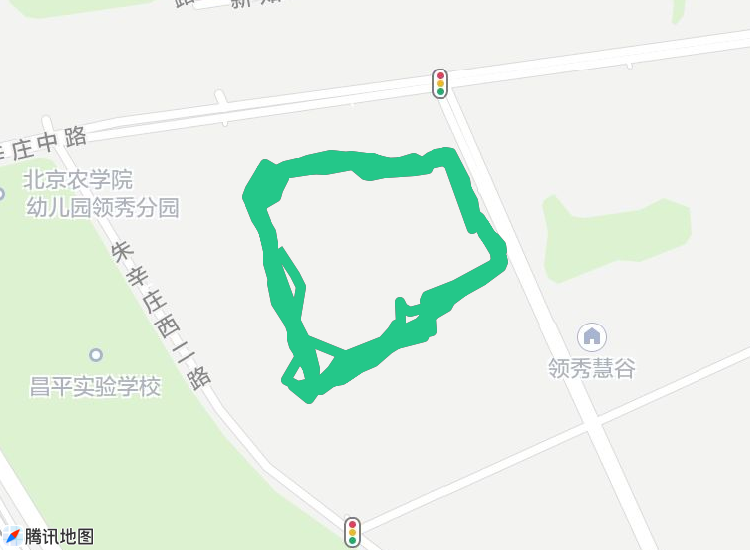 辛庄中路
北京农学院
幼儿园领秀分园
朱辛庄西二路
昌平实验学校
领秀慧谷
腾讯地图